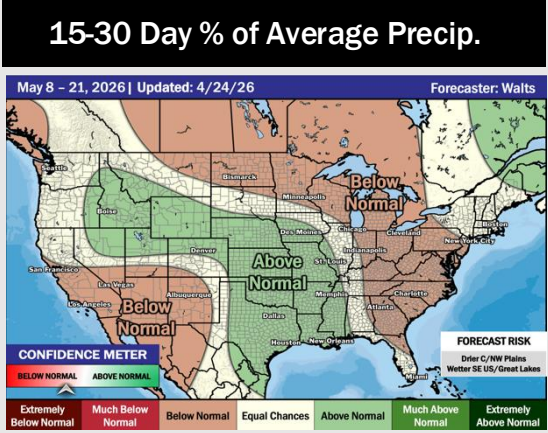 15-30 Day % of Average Precip.
May 8 – 21, 2026| Updated: 4/24/26
Forecaster: Walts
Seattle
Bismarck
Minneapolis
Below
Normal
Boise
Boston
Chicago
Cleveland
New York City
Des Moines
Denver
Indianapolis
San Francisco
Above
Normal
St. Louis
Las Vegas
Los Angeles
Albuquerque
Below
Normal
Memphis
Charlotte
Atlanta
Dallas
Houston
New Orleans
Miami
CONFIDENCE METER
BELOW NORMAL
ABOVE NORMAL
FORECAST RISK
Drier C/NW Plains
Wetter SE US/Great Lakes
Extremely
Below Normal
Much Below
Normal
Below Normal
Equal Chances
Above Normal
Much Above
Normal
Extremely
Above Normal